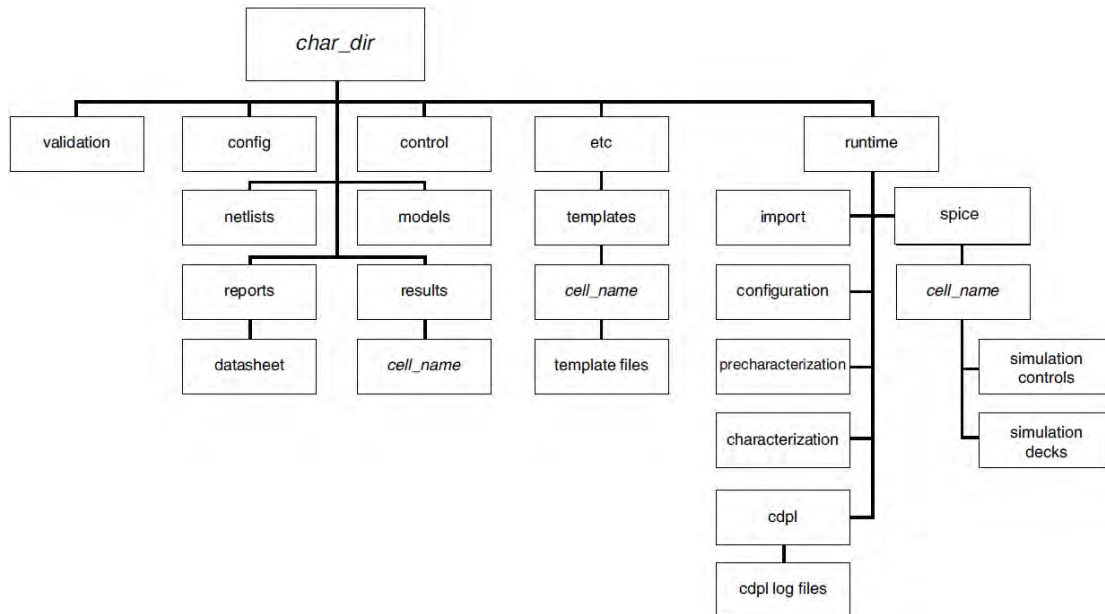 char_dir
validation
config
control
etc
runtime
netlists
models
templates
import
spice
reports
results
cell_name
configuration
cell_name
datasheet
cell_name
template files
precharacterization
simulation
controls
characterization
simulation
decks
cdpl
cdpl log files